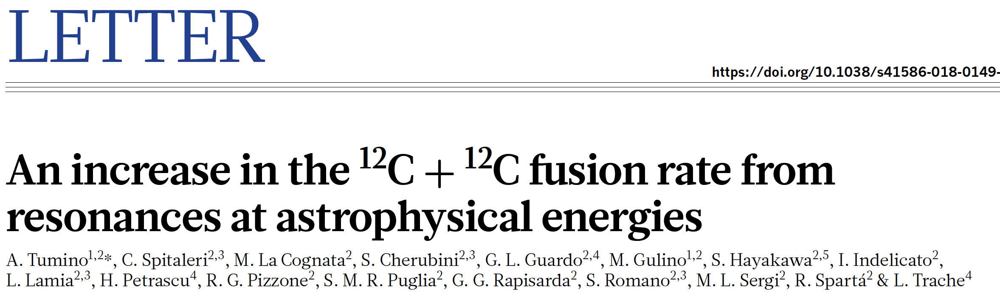 LETTER
https://doi.org/10.1038/s41586-018-0149-
An increase in the ¹²C + ¹²C fusion rate from
resonances at astrophysical energies
A. Tumino¹,²*, C. Spitaleri²,³, M. La Cognata², S. Cherubini²,³, G. L. Guardo²,⁴, M. Gulino¹,², S. Hayakawa²,⁵, I. Indelicato²,
L. Lamia²,³, H. Petrascu⁴, R. G. Pizzone², S. M. R. Puglia², G. G. Rapisarda², S. Romano²,³, M. L. Sergi², R. Spartá² & L. Trache⁴